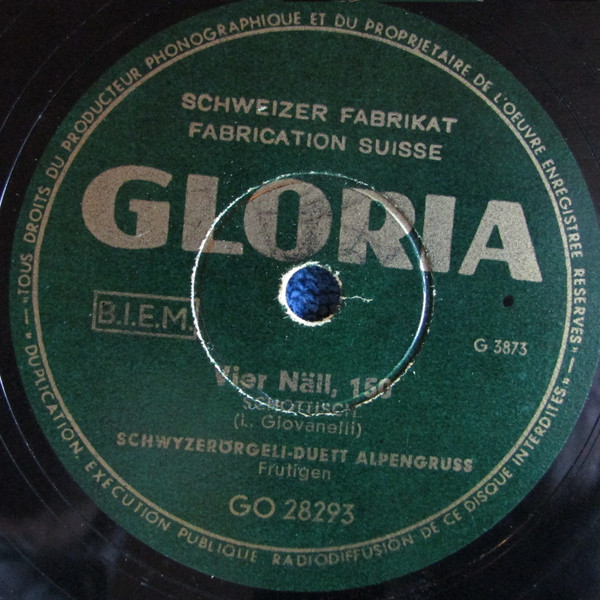 "TOUS DROITS DU PRODUCTEUR PHONOGRAPHIQUE ET DU PROPRIETAIRE DE L'OEUVRE ENREGISTREE RESERVES"
SCHWEIZER FABRIKAT
FABRICATION SUISSE
GLORIA
B.I.E.M.
G 3873
Vier Näll, 150
SCHOTTISCH
(L. Giovanelli)
SCHWYZERÖRGELI-DUETT ALPENGRUSS
Frutigen
GO 28293
"DUPLICATION, EXECUTION PUBLIQUE RADIODIFFUSION DE CE DISQUE INTERDITES"